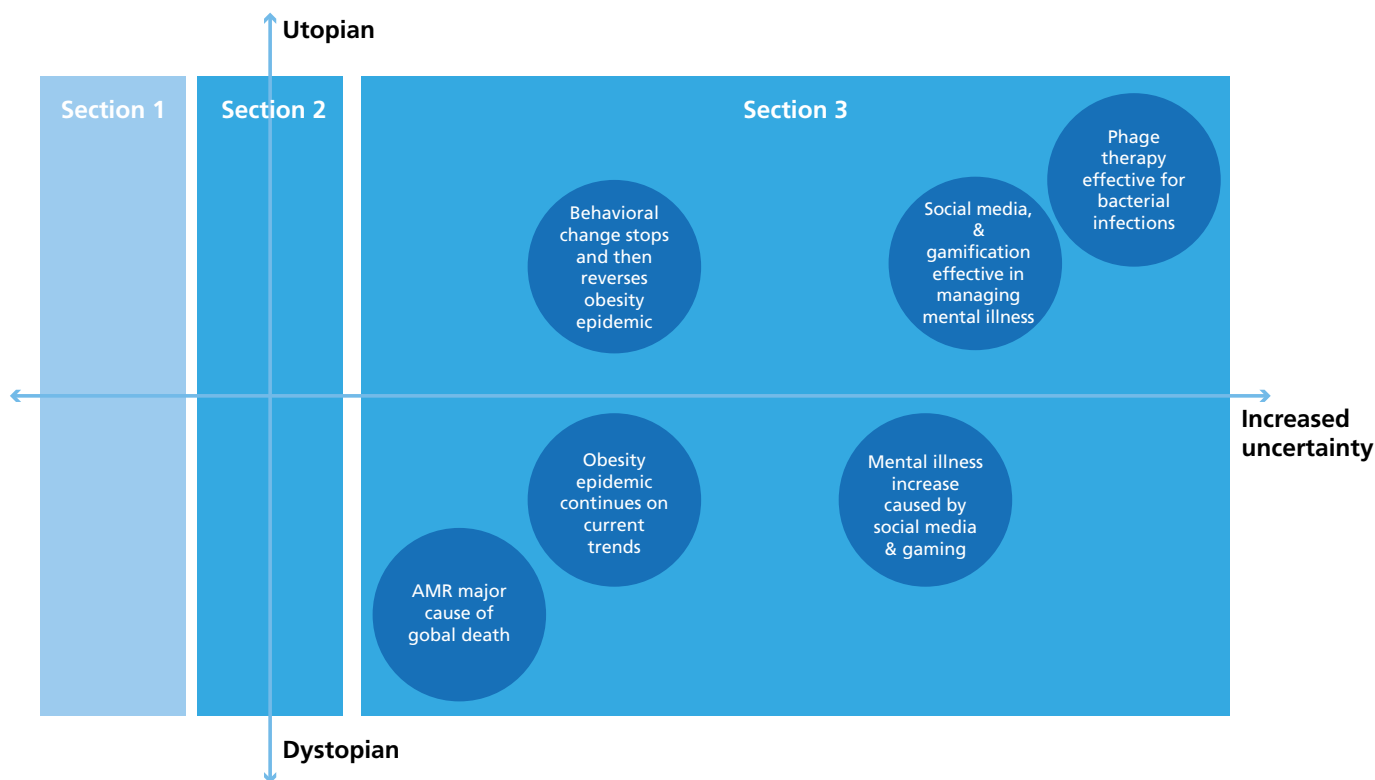 Utopian
Section 1
Section 2
Section 3
Phage
therapy
effective for
bacterial
infections
Social media,
&
gamification
effective in
managing
mental illness
Behavioral
change stops
and then
reverses
obesity
epidemic
Increased
uncertainty
Obesity
epidemic
continues on
current
trends
Mental illness
increase
caused by
social media
& gaming
AMR major
cause of
gobal death
Dystopian